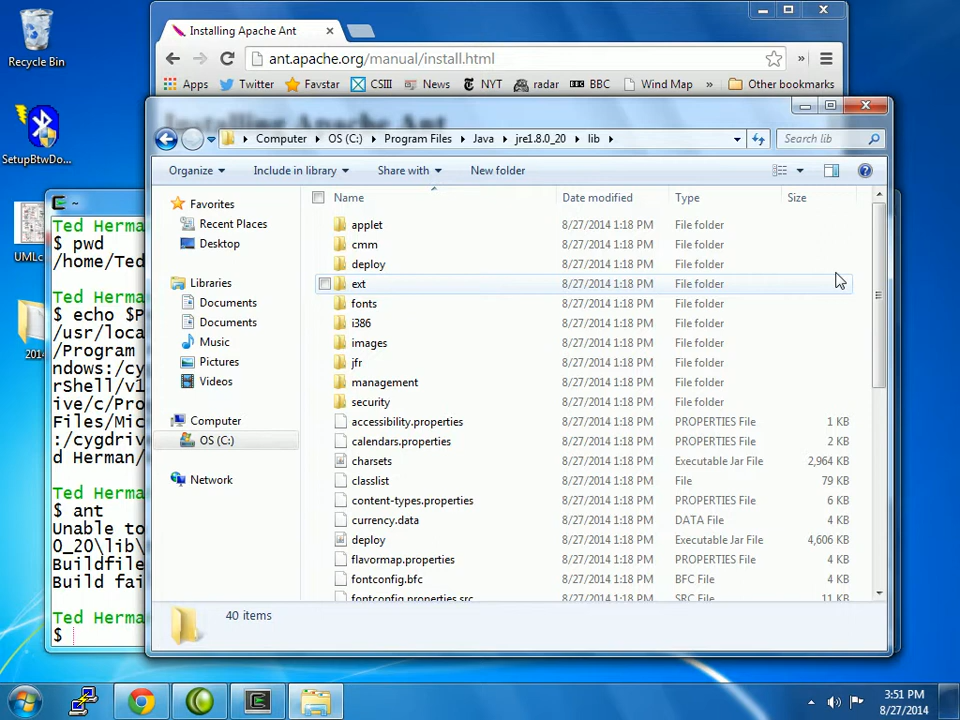 Recycle Bin
SetupBtwDo...
UMLc
2014
Installing Apache Ant
ant.apache.org/manual/install.html
Apps
Twitter
Favstar
CSIII
News
NYT
radar
BBC
Wind Map
»
Other bookmarks
Installing Apache Ant
Computer
OS (C:)
Program Files
Java
jre1.8.0_20
lib
Search lib
Organize
Include in library
Share with
New folder
Favorites
Recent Places
Desktop
Libraries
Documents
Documents
Music
Pictures
Videos
Computer
OS (C:)
Network
Name Date modified Type Size
applet 8/27/2014 1:18 PM File folder
cmm 8/27/2014 1:18 PM File folder
deploy 8/27/2014 1:18 PM File folder
ext 8/27/2014 1:18 PM File folder
fonts 8/27/2014 1:18 PM File folder
i386 8/27/2014 1:18 PM File folder
images 8/27/2014 1:18 PM File folder
jfr 8/27/2014 1:18 PM File folder
management 8/27/2014 1:18 PM File folder
security 8/27/2014 1:18 PM File folder
accessibility.properties 8/27/2014 1:18 PM PROPERTIES File 1 KB
calendars.properties 8/27/2014 1:18 PM PROPERTIES File 2 KB
charsets 8/27/2014 1:18 PM Executable Jar File 2,964 KB
classlist 8/27/2014 1:18 PM File 79 KB
content-types.properties 8/27/2014 1:18 PM PROPERTIES File 6 KB
currency.data 8/27/2014 1:18 PM DATA File 4 KB
deploy 8/27/2014 1:18 PM Executable Jar File 4,606 KB
flavormap.properties 8/27/2014 1:18 PM PROPERTIES File 4 KB
fontconfig.bfc 8/27/2014 1:18 PM BFC File 4 KB
fontconfig.properties.src 8/27/2014 1:18 PM SRC File 11 KB
40 items
~
Ted Herma
$ pwd
/home/Ted
Ted Herma
$ echo $P
/usr/loca
/Program
ndows:/cyg
rShell/v1
ive/c/Pro
Files/Mic
:/cygdriv
d Herman/
Ted Herma
$ ant
Unable to
0_20\lib\
Buildfile
Build fai
Ted Herma
$
3:51 PM
8/27/2014